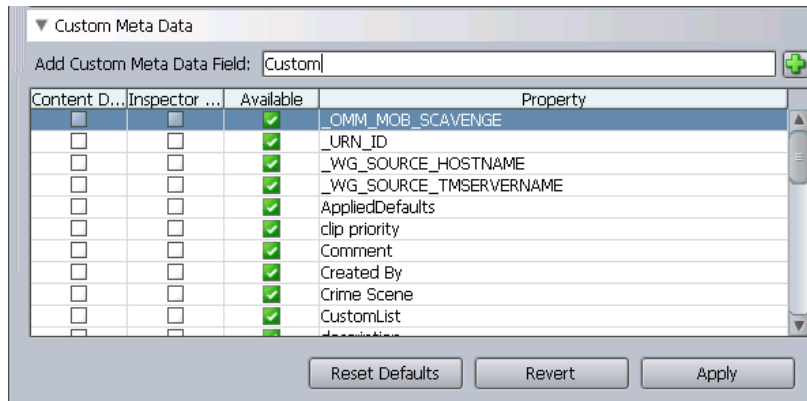 Custom Meta Data
Add Custom Meta Data Field: Custom
Content D... Inspector ... Available Property
_OMM_MOB_SCAVENGE
_URN_ID
_WG_SOURCE_HOSTNAME
_WG_SOURCE_TMSERVERNAME
AppliedDefaults
clip priority
Comment
Created By
Crime Scene
CustomList
Reset Defaults Revert Apply